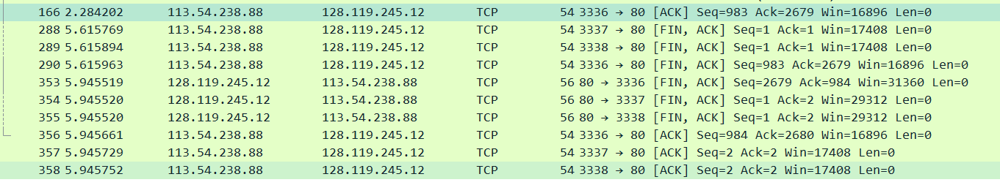 166 2.284202 113.54.238.88 128.119.245.12 TCP 54 3336 → 80 [ACK] Seq=983 Ack=2679 Win=16896 Len=0
288 5.615769 113.54.238.88 128.119.245.12 TCP 54 3337 → 80 [FIN, ACK] Seq=1 Ack=1 Win=17408 Len=0
289 5.615894 113.54.238.88 128.119.245.12 TCP 54 3338 → 80 [FIN, ACK] Seq=1 Ack=1 Win=17408 Len=0
290 5.615963 113.54.238.88 128.119.245.12 TCP 54 3336 → 80 [FIN, ACK] Seq=983 Ack=2679 Win=16896 Len=0
353 5.945519 128.119.245.12 113.54.238.88 TCP 56 80 → 3336 [FIN, ACK] Seq=2679 Ack=984 Win=31360 Len=0
354 5.945520 128.119.245.12 113.54.238.88 TCP 56 80 → 3337 [FIN, ACK] Seq=1 Ack=2 Win=29312 Len=0
355 5.945520 128.119.245.12 113.54.238.88 TCP 56 80 → 3338 [FIN, ACK] Seq=1 Ack=2 Win=29312 Len=0
356 5.945661 113.54.238.88 128.119.245.12 TCP 54 3336 → 80 [ACK] Seq=984 Ack=2680 Win=16896 Len=0
357 5.945729 113.54.238.88 128.119.245.12 TCP 54 3337 → 80 [ACK] Seq=2 Ack=2 Win=17408 Len=0
358 5.945752 113.54.238.88 128.119.245.12 TCP 54 3338 → 80 [ACK] Seq=2 Ack=2 Win=17408 Len=0